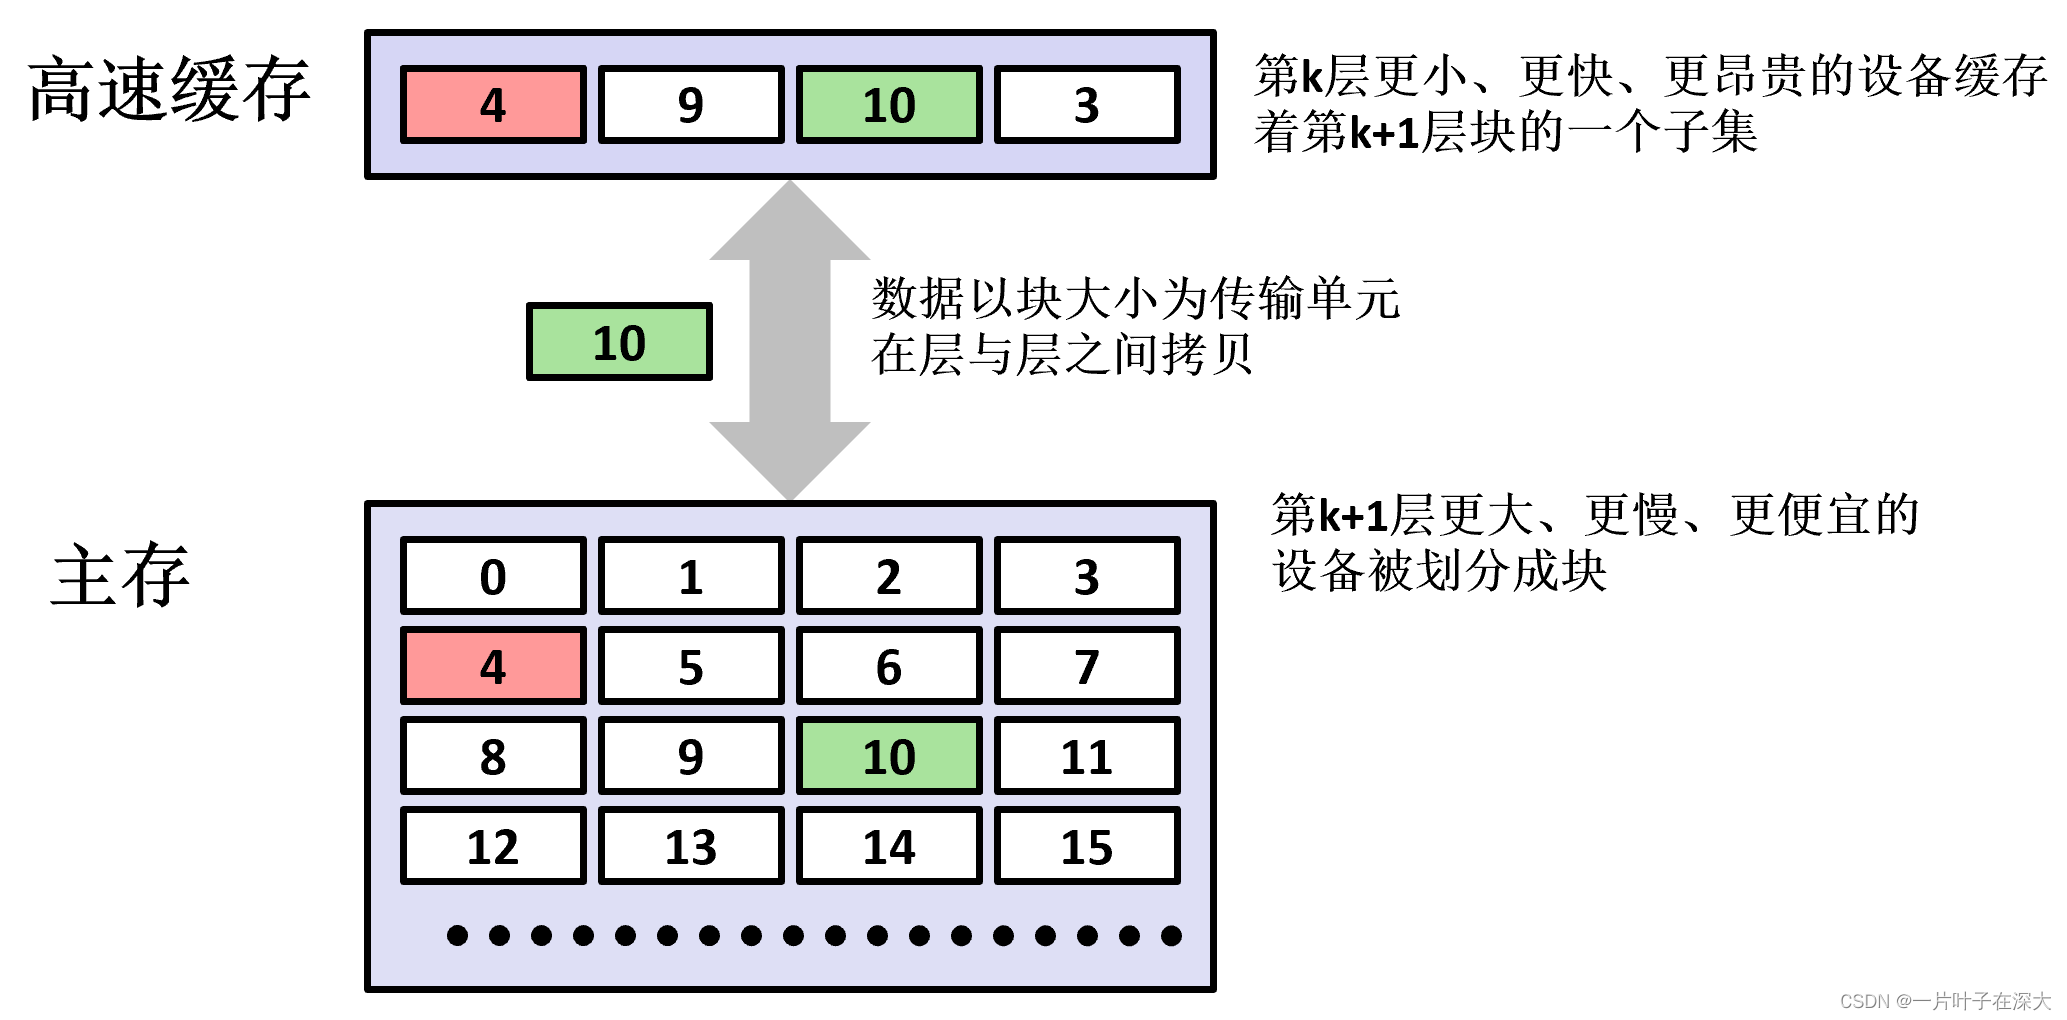 高速缓存
4 9 10 3
第k层更小、更快、更昂贵的设备缓存
着第k+1层块的一个子集
10
数据以块大小为传输单元
在层与层之间拷贝
主存
0 1 2 3
4 5 6 7
8 9 10 11
12 13 14 15
第k+1层更大、更慢、更便宜的
设备被划分成块
CSDN @一片叶子在深大